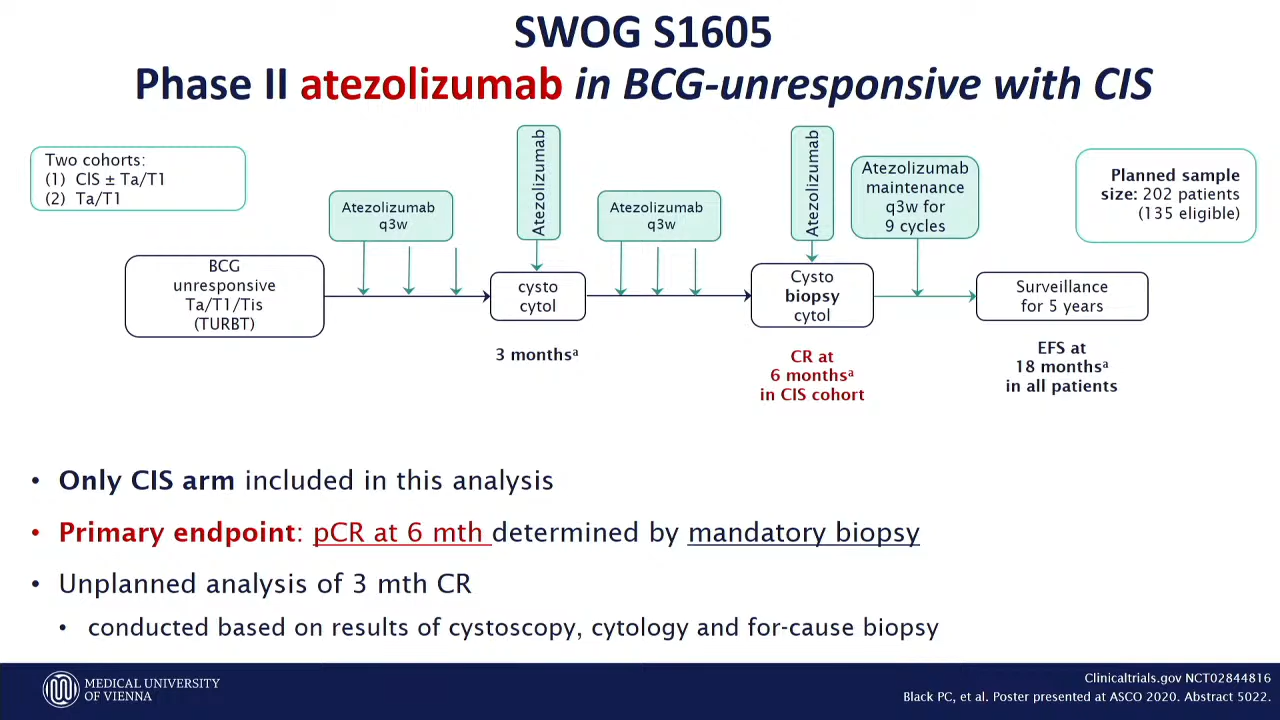 SWOG S1605
Phase II atezolizumab in BCG-unresponsive with CIS
Two cohorts:
(1) CIS ± Ta/T1
(2) Ta/T1
BCG
unresponsive
Ta/T1/Tis
(TURBT)
Atezolizumab
q3w
Atezolizumab
cysto
cytol
3 monthsᵃ
Atezolizumab
q3w
Atezolizumab
Cysto
biopsy
cytol
CR at
6 monthsᵃ
in CIS cohort
Atezolizumab
maintenance
q3w for
9 cycles
Surveillance
for 5 years
EFS at
18 monthsᵃ
in all patients
Planned sample
size: 202 patients
(135 eligible)
• Only CIS arm included in this analysis
• Primary endpoint: pCR at 6 mth determined by mandatory biopsy
• Unplanned analysis of 3 mth CR
• conducted based on results of cystoscopy, cytology and for-cause biopsy
MEDICAL UNIVERSITY
OF VIENNA
Clinicaltrials.gov NCT02844816
Black PC, et al. Poster presented at ASCO 2020. Abstract 5022.